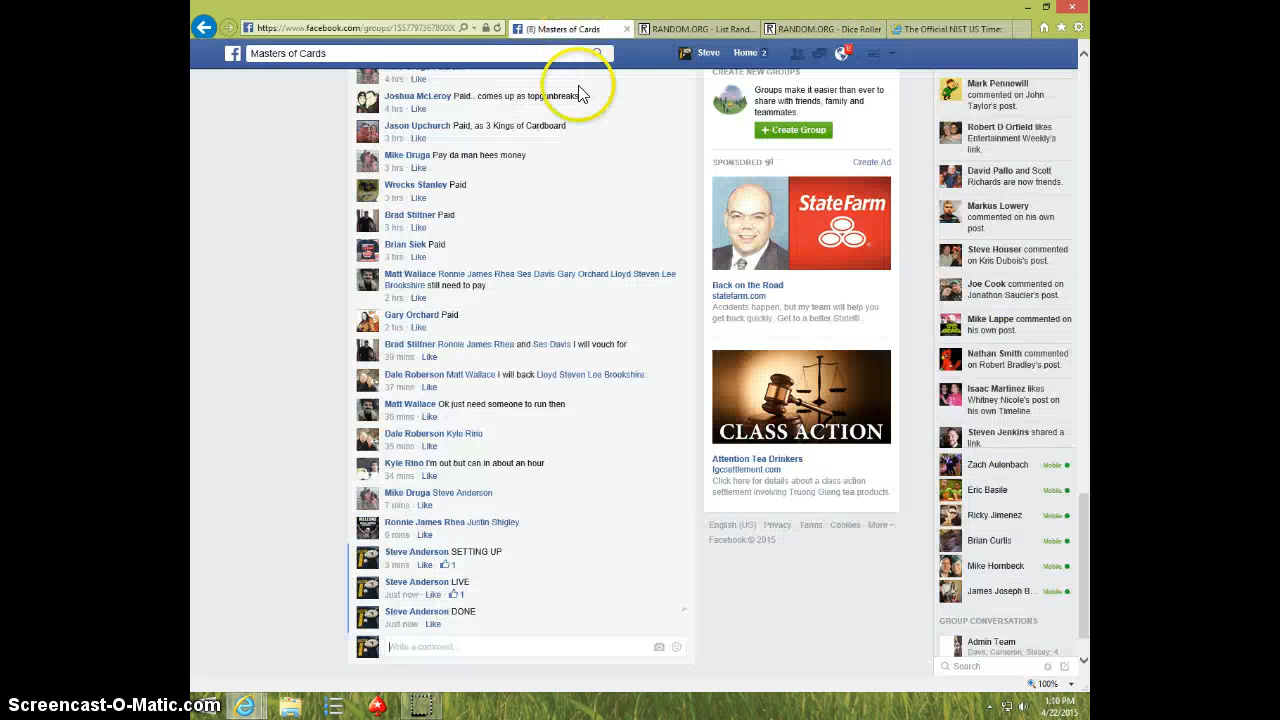 https://www.facebook.com/groups/15577973678000
(8) Masters of Cards
RANDOM.ORG - List Rand...
RANDOM.ORG - Dice Roller
The Official NIST US Time:
Masters of Cards
Steve
Home 2
8
4 hrs · Like
Joshua McLeroy Paid.. comes up as topgunbreaks
4 hrs · Like
Jason Upchurch Paid, as 3 Kings of Cardboard
3 hrs · Like
Mike Druga Pay da man hees money
3 hrs · Like
Wrecks Stanley Paid
3 hrs · Like
Brad Stiltner Paid
3 hrs · Like
Brian Siek Paid
3 hrs · Like
Matt Wallace Ronnie James Rhea Ses Davis Gary Orchard Lloyd Steven Lee
Brookshire still need to pay
2 hrs · Like
Gary Orchard Paid
2 hrs · Like
Brad Stiltner Ronnie James Rhea and Ses Davis I will vouch for
39 mins · Like
Dale Roberson Matt Wallace I will back Lloyd Steven Lee Brookshire.
37 mins · Like
Matt Wallace Ok just need someone to run then
36 mins · Like
Dale Roberson Kyle Rino
35 mins · Like
Kyle Rino I'm out but can in about an hour
34 mins · Like
Mike Druga Steve Anderson
7 mins · Like
Ronnie James Rhea Justin Shigley
6 mins · Like
Steve Anderson SETTING UP
3 mins · Like · 1
Steve Anderson LIVE
Just now · Like · 1
Steve Anderson DONE
Just now · Like
Write a comment...
CREATE NEW GROUPS
Groups make it easier than ever to
share with friends, family and
teammates.
+ Create Group
SPONSORED
Create Ad
StateFarm
Back on the Road
statefarm.com
Accidents happen, but my team will help you
get back quickly. Get to a better State®.
CLASS ACTION
Attention Tea Drinkers
tgcsettlement.com
Click here for details about a class action
settlement involving Truong Giang tea products
English (US) Privacy Terms Cookies More
Facebook © 2015
Mark Pennewill
commented on John
Taylor's post.
Robert D Orfield likes
Entertainment Weekly's
link.
David Pallo and Scott
Richards are now friends.
Markus Lowery
commented on his own
post.
Steve Houser commented
on Kris Dubois's post.
Joe Cook commented on
Jonathon Saucier's post.
Mike Lappe commented on
his own post.
Nathan Smith commented
on Robert Bradley's post.
Isaac Martinez likes
Whitney Nicole's post on
his own Timeline.
Steven Jenkins shared a
link.
Zach Aulenbach Mobile
Eric Basile Mobile
Ricky Jimenez Mobile
Brian Curtis Mobile
Mike Hornbeck Mobile
James Joseph B... Mobile
GROUP CONVERSATIONS
Admin Team
Dave, Cameron, Stacey, 4
Search
100%
1:10 PM
4/22/2015
Screencast-O-Matic.com